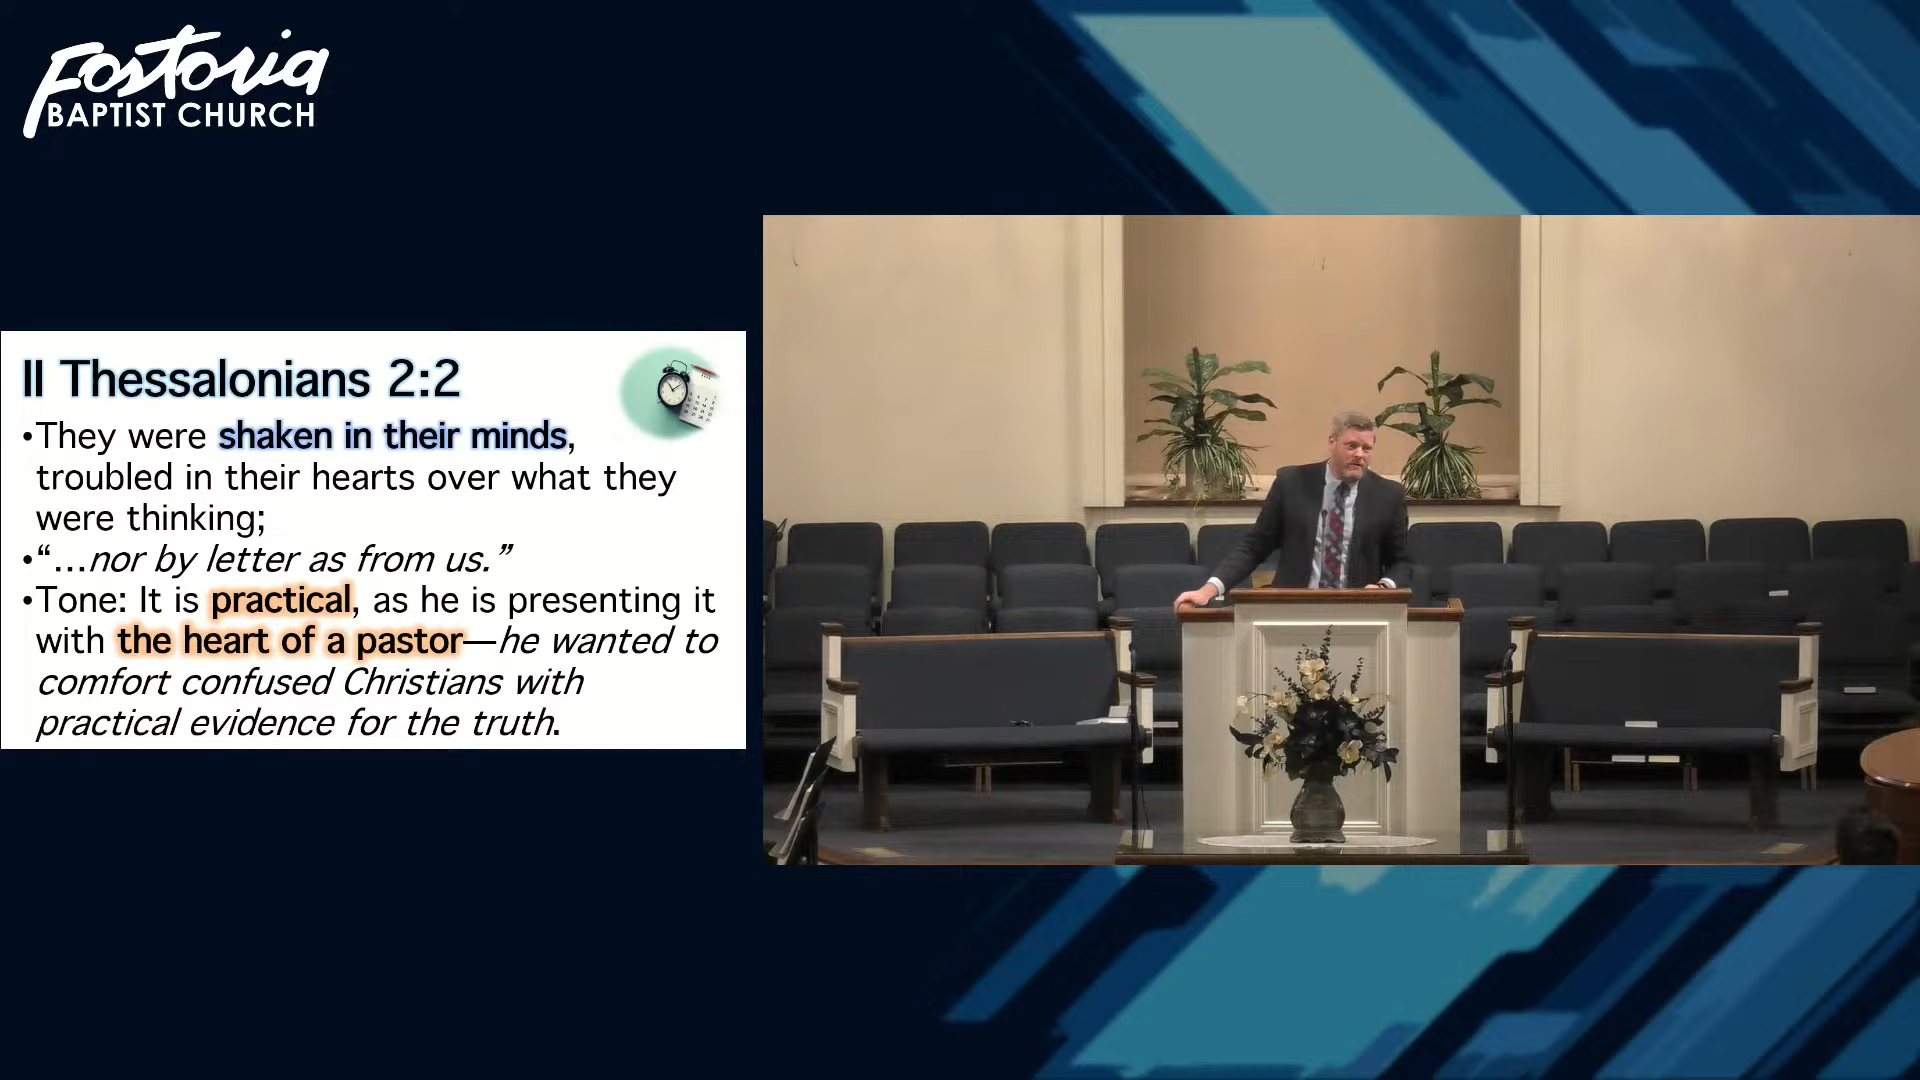 Fostoria
BAPTIST CHURCH
II Thessalonians 2:2
•They were shaken in their minds,
troubled in their hearts over what they
were thinking;
•“…nor by letter as from us.”
•Tone: It is practical, as he is presenting it
with the heart of a pastor—he wanted to
comfort confused Christians with
practical evidence for the truth.